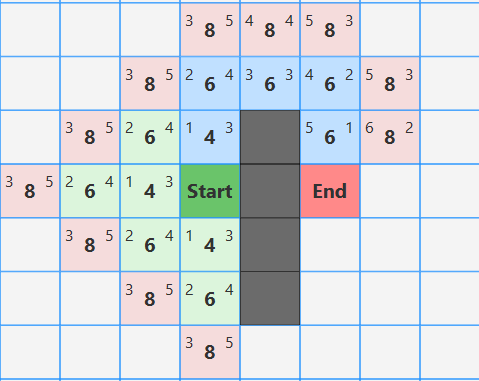 3 8 5 4 8 4 5 8 3
3 8 5 2 6 4 3 6 3 4 6 2 5 8 3
3 8 5 2 6 4 1 4 3 5 6 1 6 8 2
3 8 5 2 6 4 1 4 3 Start End
3 8 5 2 6 4 1 4 3
3 8 5 2 6 4
3 8 5